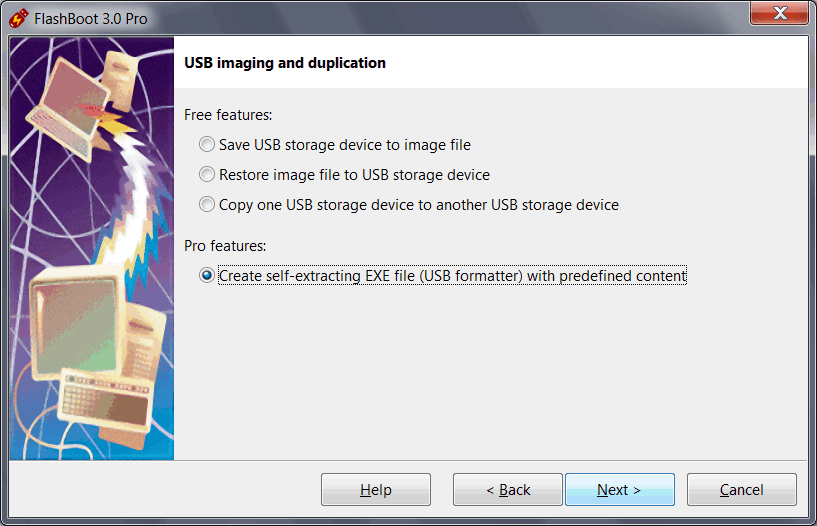 FlashBoot 3.0 Pro
USB imaging and duplication
Free features:
Save USB storage device to image file
Restore image file to USB storage device
Copy one USB storage device to another USB storage device
Pro features:
Create self-extracting EXE file (USB formatter) with predefined content
Help
< Back
Next >
Cancel